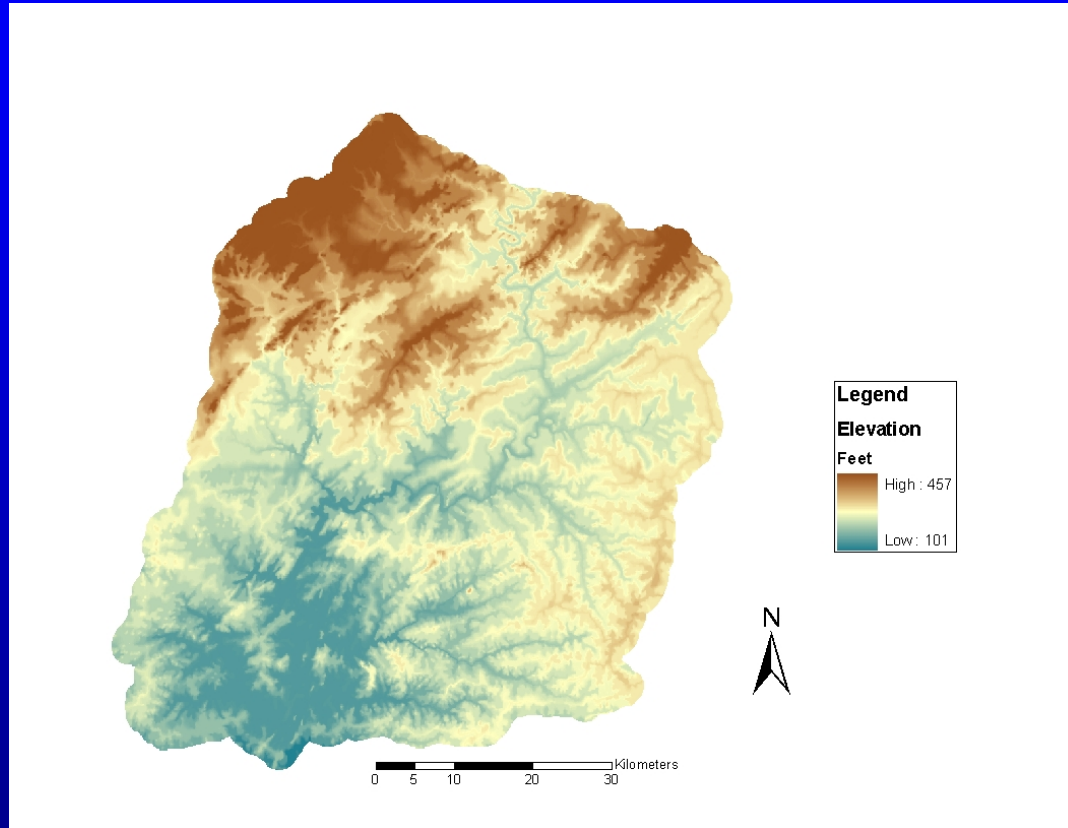 Legend
Elevation
Feet
High : 457
Low : 101
N
Kilometers
0 5 10 20 30